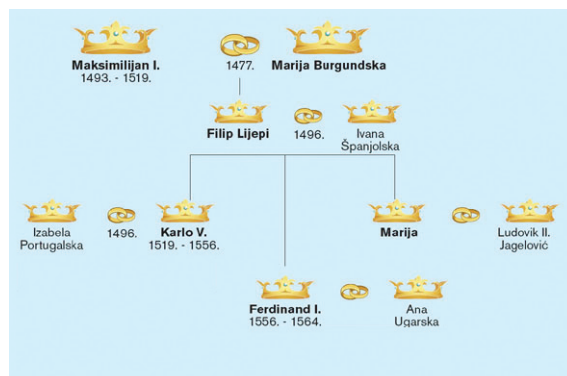 Maksimilijan I.
1493. - 1519.
1477.
Marija Burgundska
Filip Lijepi
1496.
Ivana
Španjolska
Izabela
Portugalska
1496.
Karlo V.
1519. - 1556.
Marija
Ludovik II.
Jagelović
Ferdinand I.
1556. - 1564.
Ana
Ugarska